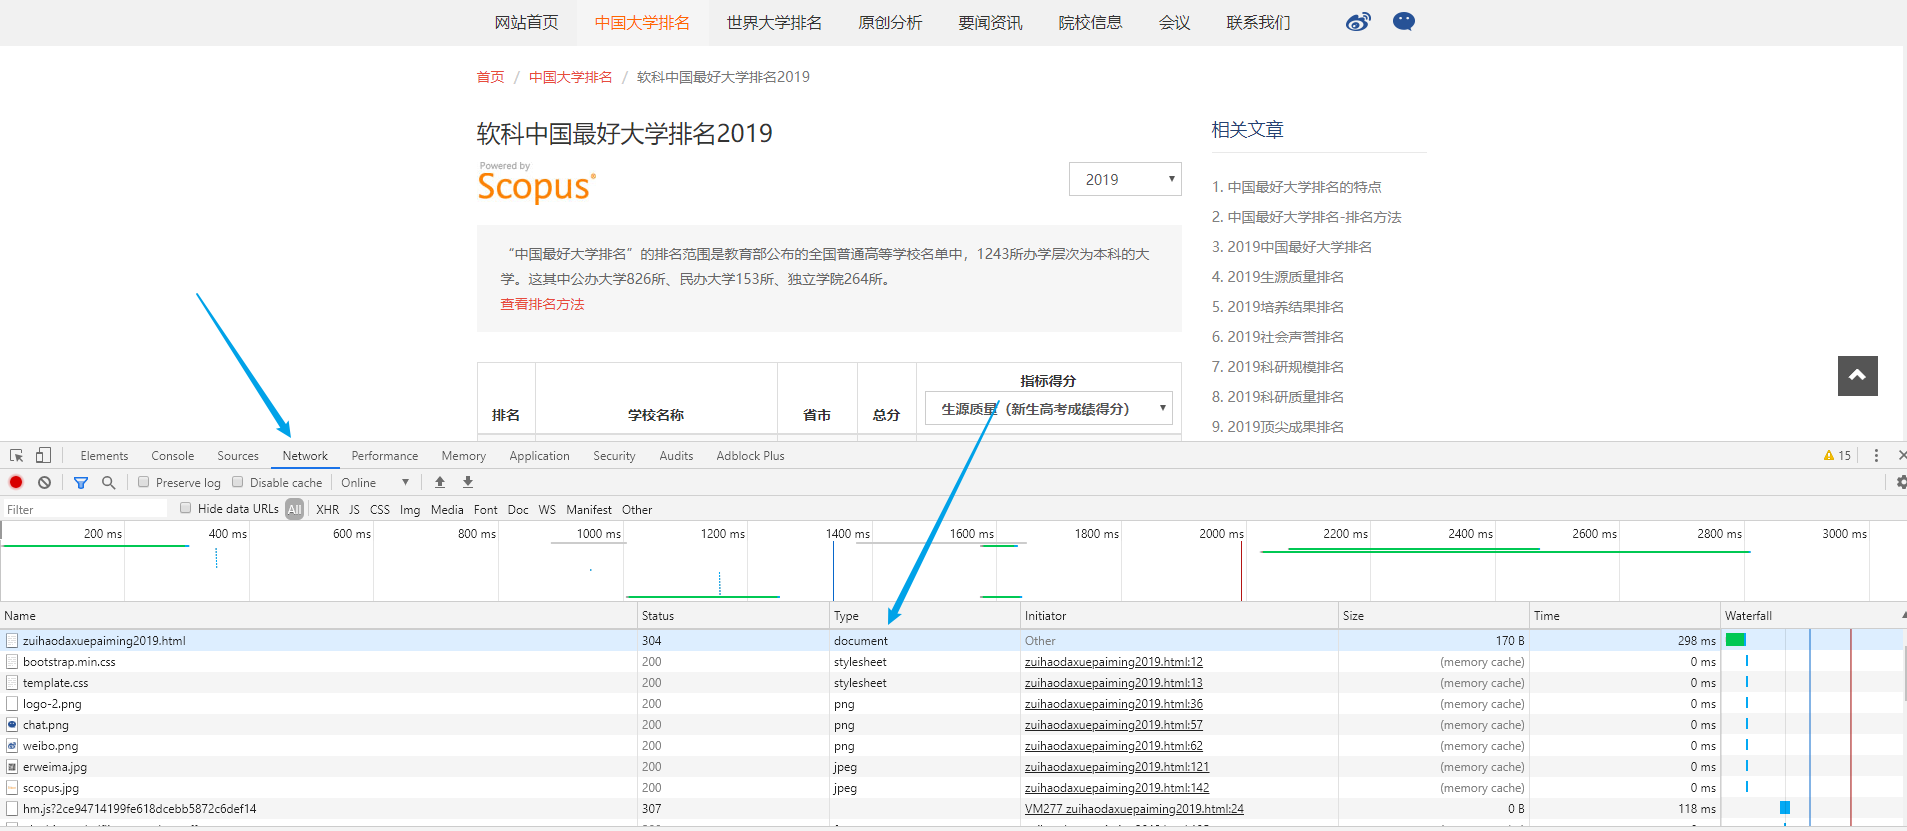 网站首页 中国大学排名 世界大学排名 原创分析 要闻资讯 院校信息 会议 联系我们
首页 / 中国大学排名 / 软科中国最好大学排名2019
软科中国最好大学排名2019
Powered by
Scopus®
2019
“中国最好大学排名”的排名范围是教育部公布的全国普通高等学校名单中，1243所办学层次为本科的大
学。这其中公办大学826所、民办大学153所、独立学院264所。
查看排名方法
排名 学校名称 省市 总分 指标得分
生源质量（新生高考成绩得分）
相关文章
1. 中国最好大学排名的特点
2. 中国最好大学排名-排名方法
3. 2019中国最好大学排名
4. 2019生源质量排名
5. 2019培养结果排名
6. 2019社会声誉排名
7. 2019科研规模排名
8. 2019科研质量排名
9. 2019顶尖成果排名
Elements Console Sources Network Performance Memory Application Security Audits Adblock Plus 15
Preserve log Disable cache Online
Filter Hide data URLs All XHR JS CSS Img Media Font Doc WS Manifest Other
200 ms 400 ms 600 ms 800 ms 1000 ms 1200 ms 1400 ms 1600 ms 1800 ms 2000 ms 2200 ms 2400 ms 2600 ms 2800 ms 3000 ms
Name Status Type Initiator Size Time Waterfall
zuihaodaxuepaiming2019.html 304 document Other 170 B 298 ms
bootstrap.min.css 200 stylesheet zuihaodaxuepaiming2019.html:12 (memory cache) 0 ms
template.css 200 stylesheet zuihaodaxuepaiming2019.html:13 (memory cache) 0 ms
logo-2.png 200 png zuihaodaxuepaiming2019.html:36 (memory cache) 0 ms
chat.png 200 png zuihaodaxuepaiming2019.html:57 (memory cache) 0 ms
weibo.png 200 png zuihaodaxuepaiming2019.html:62 (memory cache) 0 ms
erweima.jpg 200 jpeg zuihaodaxuepaiming2019.html:121 (memory cache) 0 ms
scopus.jpg 200 jpeg zuihaodaxuepaiming2019.html:142 (memory cache) 0 ms
hm.js?2ce94714199fe618dcebb5872c6def14 307 VM277 zuihaodaxuepaiming2019.html:24 0 B 118 ms